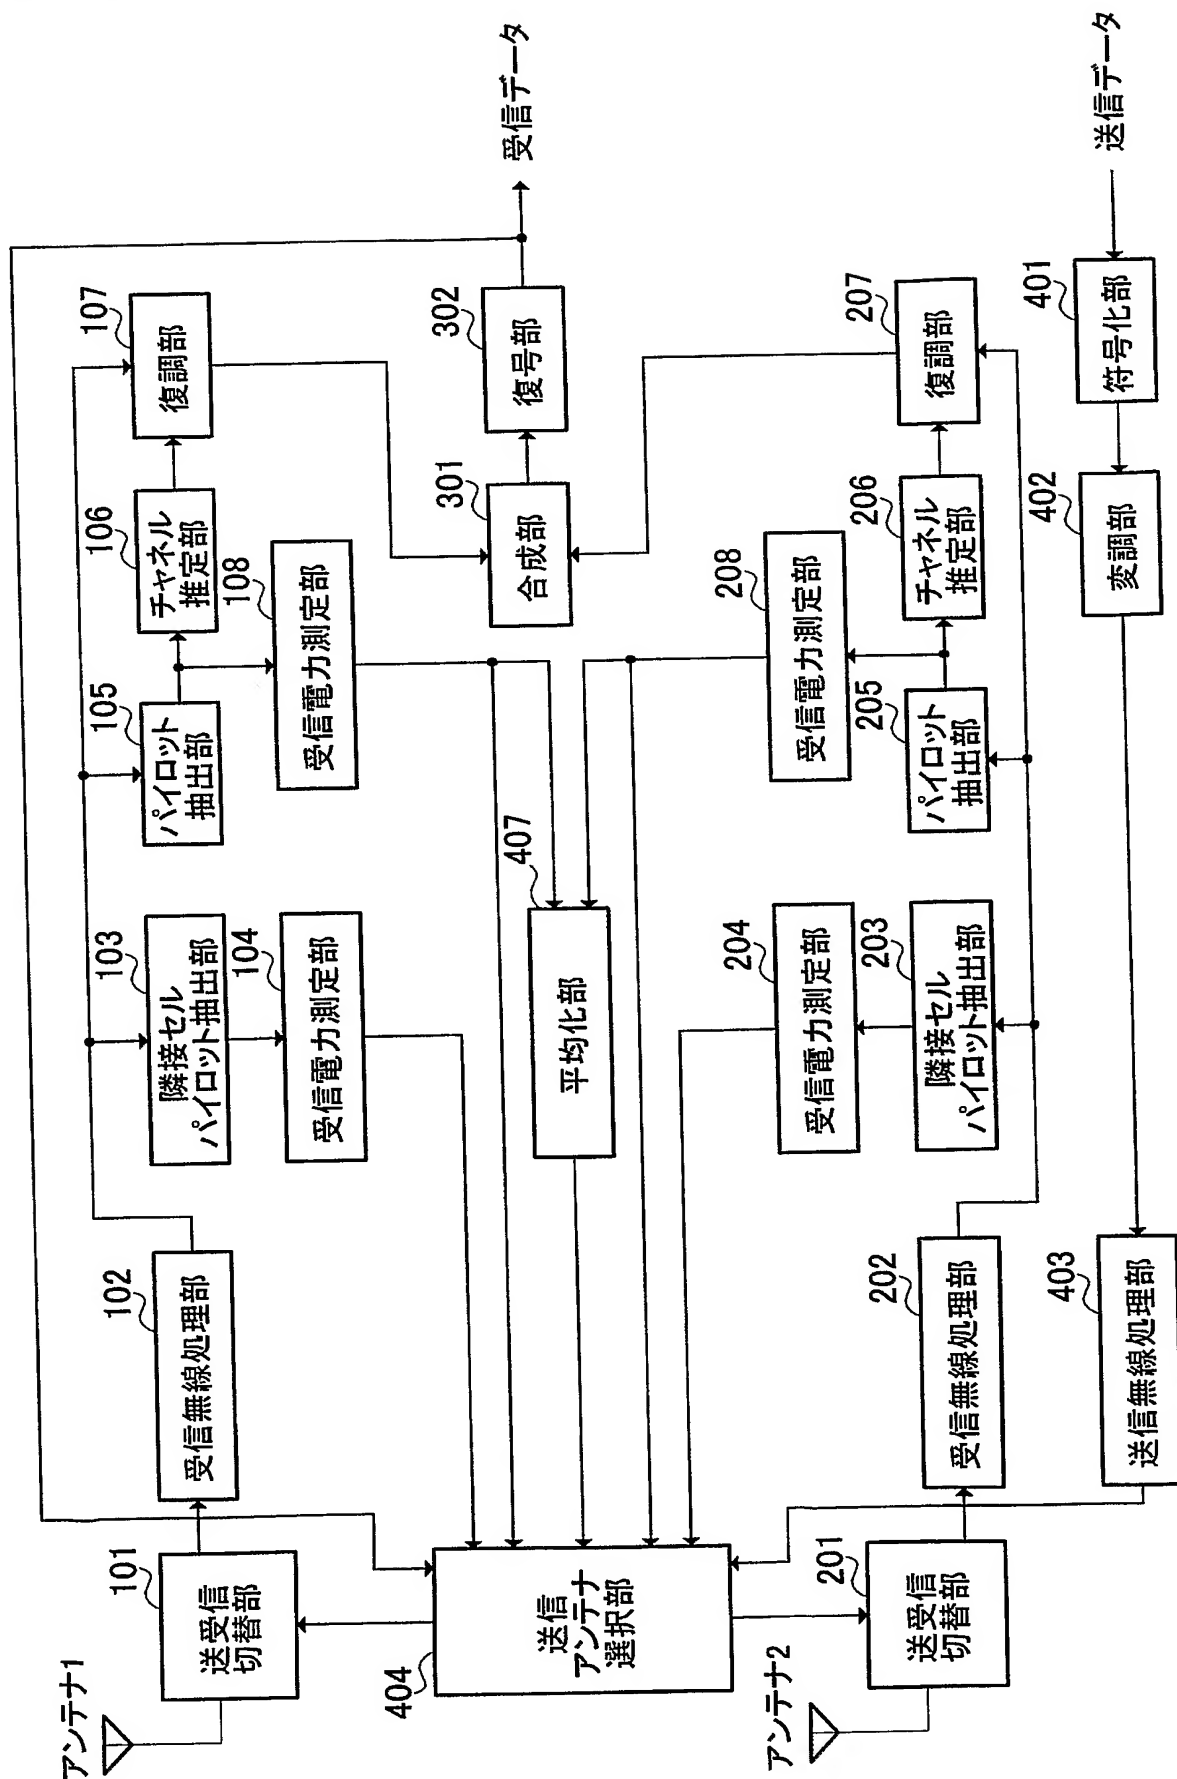 アンテナ1
101
送受信
切替部
102
受信無線処理部
103
隣接セル
パイロット抽出部
104
受信電力測定部
105
パイロット
抽出部
106
チャネル
推定部
107
復調部
108
受信電力測定部
404
送信
アンテナ
選択部
407
平均化部
301
合成部
302
復号部
受信データ
アンテナ2
201
送受信
切替部
202
受信無線処理部
204
受信電力測定部
203
隣接セル
パイロット抽出部
208
受信電力測定部
205
パイロット
抽出部
206
チャネル
推定部
207
復調部
403
送信無線処理部
402
変調部
401
符号化部
送信データ